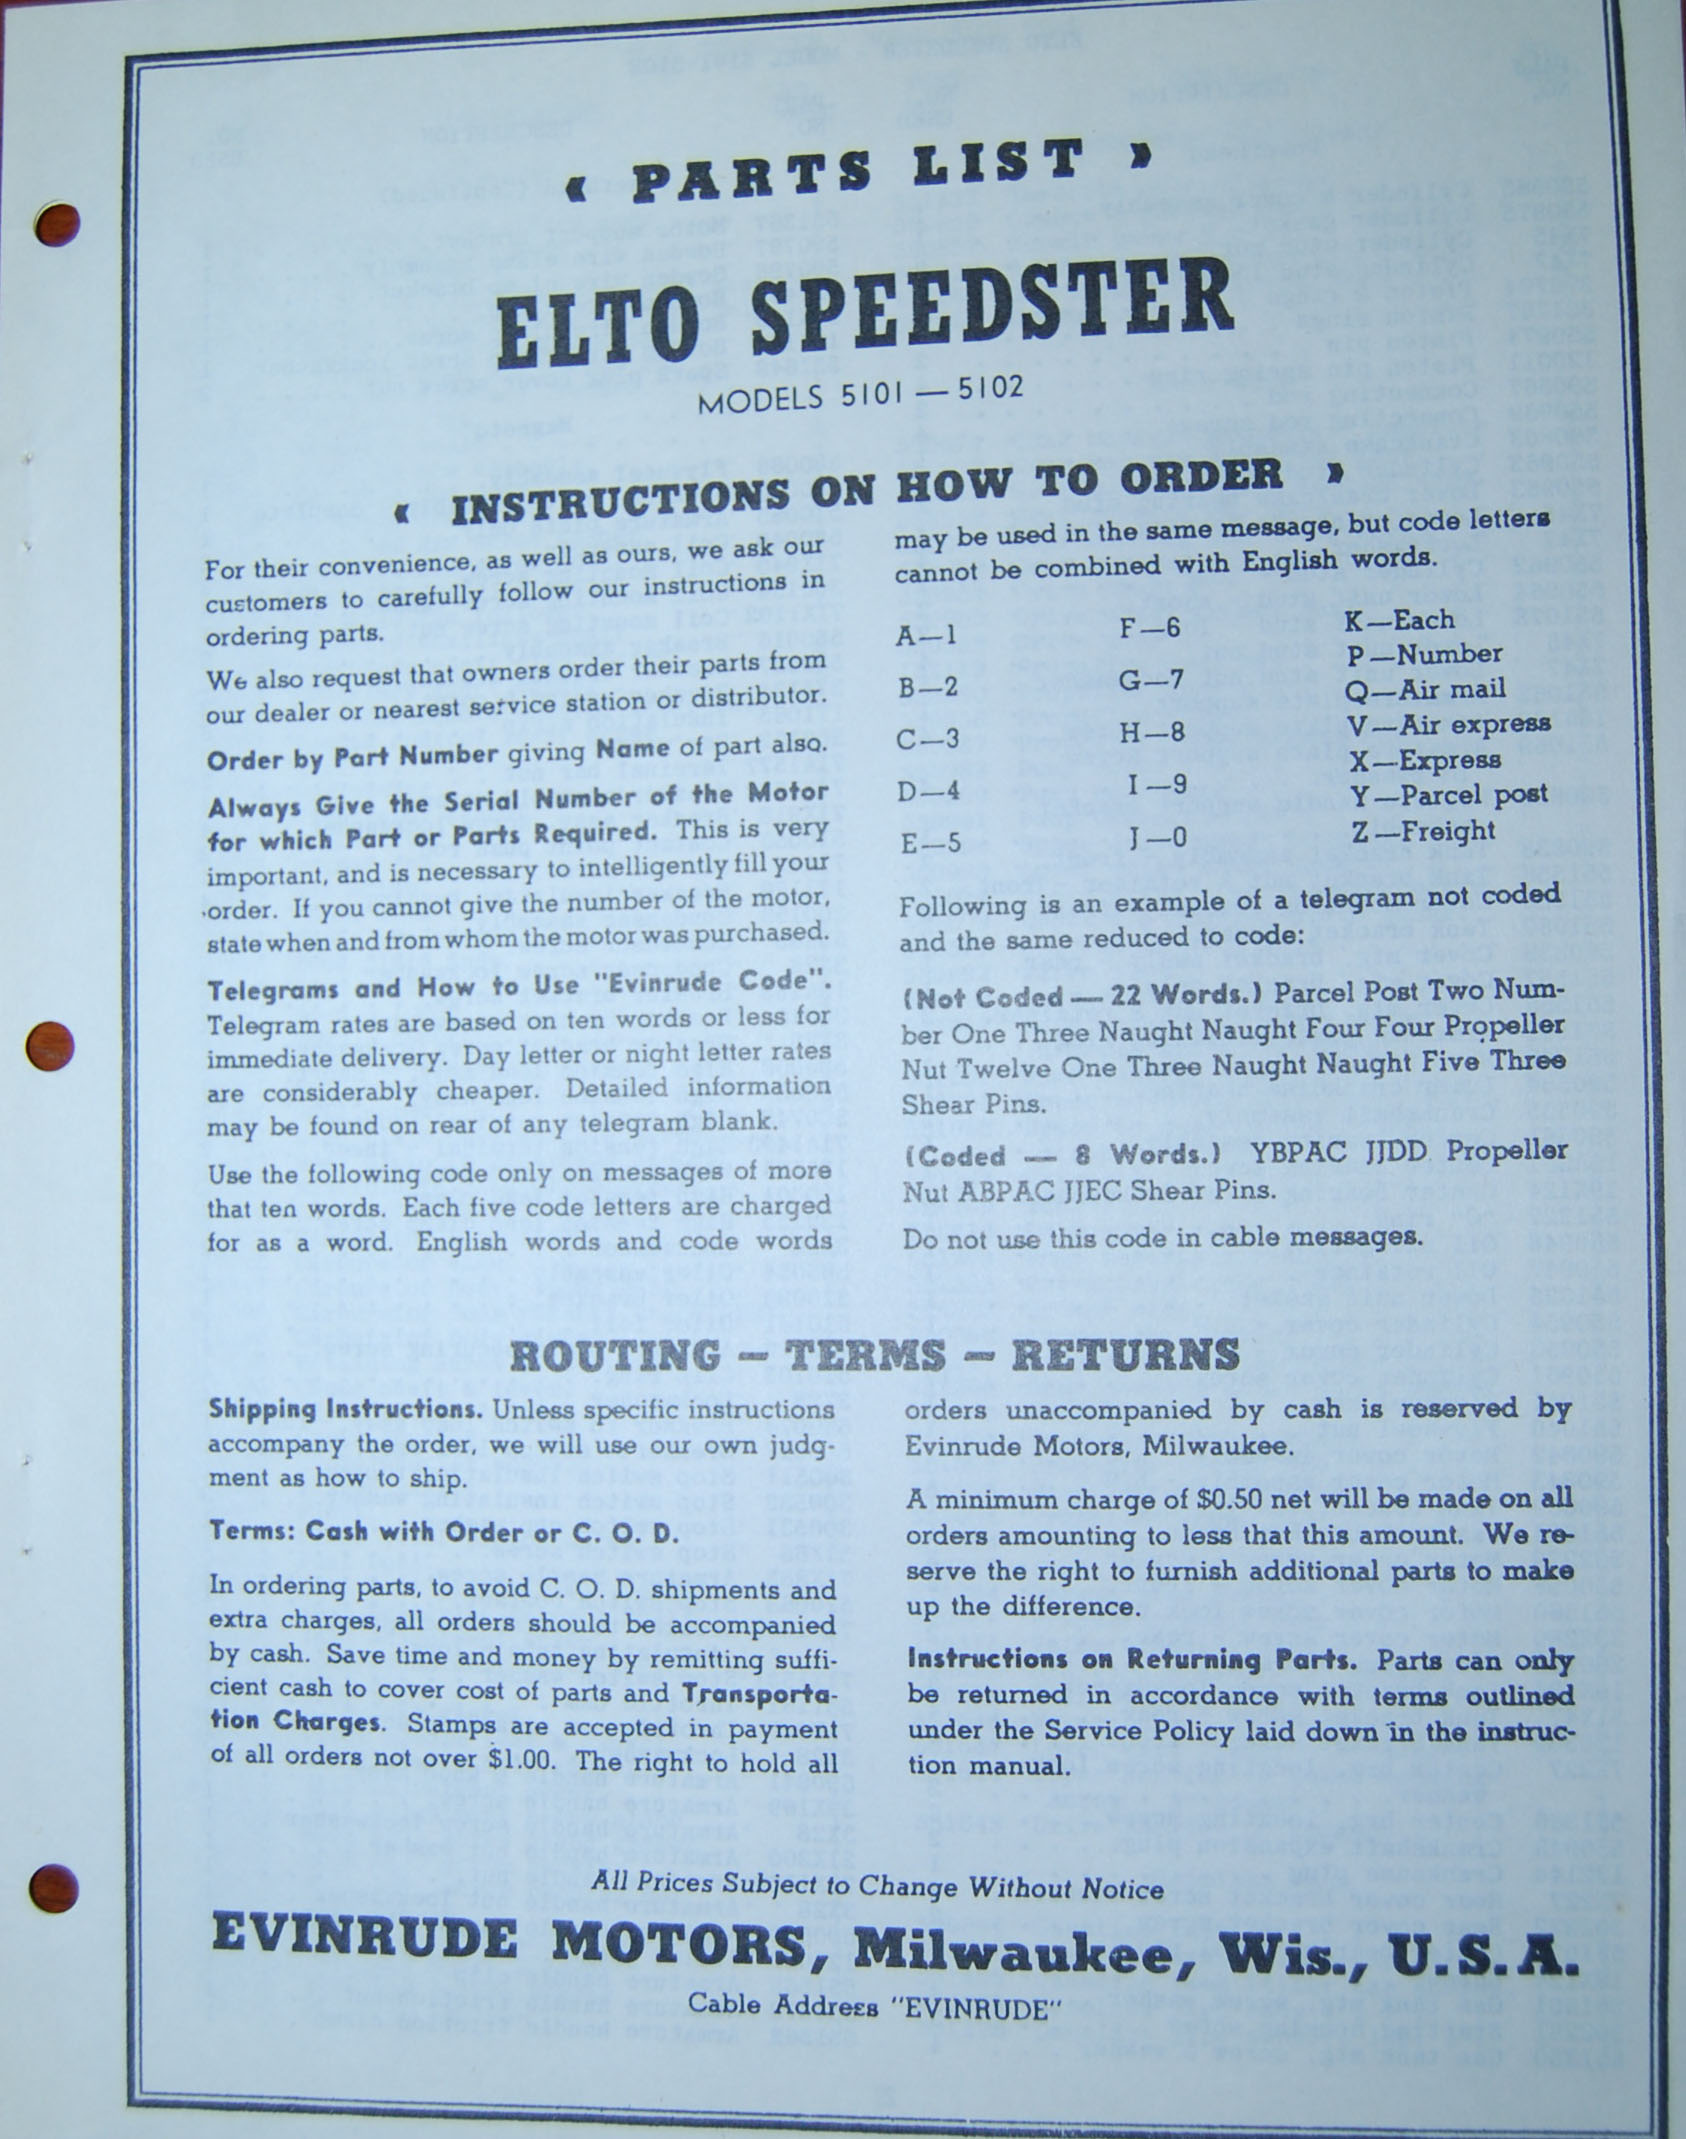 « PARTS LIST »
ELTO SPEEDSTER
MODELS 5101 — 5102
« INSTRUCTIONS ON HOW TO ORDER »
For their convenience, as well as ours, we ask our
customers to carefully follow our instructions in
ordering parts.
We also request that owners order their parts from
our dealer or nearest service station or distributor.
Order by Part Number giving Name of part also.
Always Give the Serial Number of the Motor
for which Part or Parts Required. This is very
important, and is necessary to intelligently fill your
order. If you cannot give the number of the motor,
state when and from whom the motor was purchased.
Telegrams and How to Use "Evinrude Code".
Telegram rates are based on ten words or less for
immediate delivery. Day letter or night letter rates
are considerably cheaper. Detailed information
may be found on rear of any telegram blank.
Use the following code only on messages of more
that ten words. Each five code letters are charged
for as a word. English words and code words
may be used in the same message, but code letters
cannot be combined with English words.
A—1
B—2
C—3
D—4
E—5
F—6
G—7
H—8
I—9
J—0
K—Each
P—Number
Q—Air mail
V—Air express
X—Express
Y—Parcel post
Z—Freight
Following is an example of a telegram not coded
and the same reduced to code:
(Not Coded — 22 Words.) Parcel Post Two Num-
ber One Three Naught Naught Four Four Propeller
Nut Twelve One Three Naught Naught Five Three
Shear Pins.
(Coded — 8 Words.) YBPAC JJDD Propeller
Nut ABPAC JJEC Shear Pins.
Do not use this code in cable messages.
ROUTING – TERMS – RETURNS
Shipping Instructions. Unless specific instructions
accompany the order, we will use our own judg-
ment as how to ship.
Terms: Cash with Order or C. O. D.
In ordering parts, to avoid C. O. D. shipments and
extra charges, all orders should be accompanied
by cash. Save time and money by remitting suffi-
cient cash to cover cost of parts and Transporta-
tion Charges. Stamps are accepted in payment
of all orders not over $1.00. The right to hold all
orders unaccompanied by cash is reserved by
Evinrude Motors, Milwaukee.
A minimum charge of $0.50 net will be made on all
orders amounting to less that this amount. We re-
serve the right to furnish additional parts to make
up the difference.
Instructions on Returning Parts. Parts can only
be returned in accordance with terms outlined
under the Service Policy laid down in the instruc-
tion manual.
All Prices Subject to Change Without Notice
EVINRUDE MOTORS, Milwaukee, Wis., U.S.A.
Cable Address "EVINRUDE"